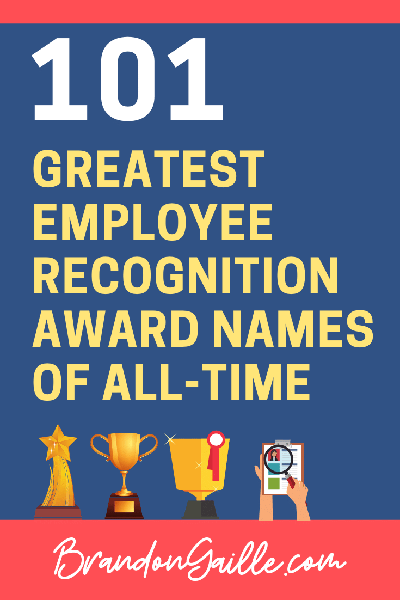 101
GREATEST
EMPLOYEE
RECOGNITION
AWARD NAMES
OF ALL-TIME
BrandonGaille.com